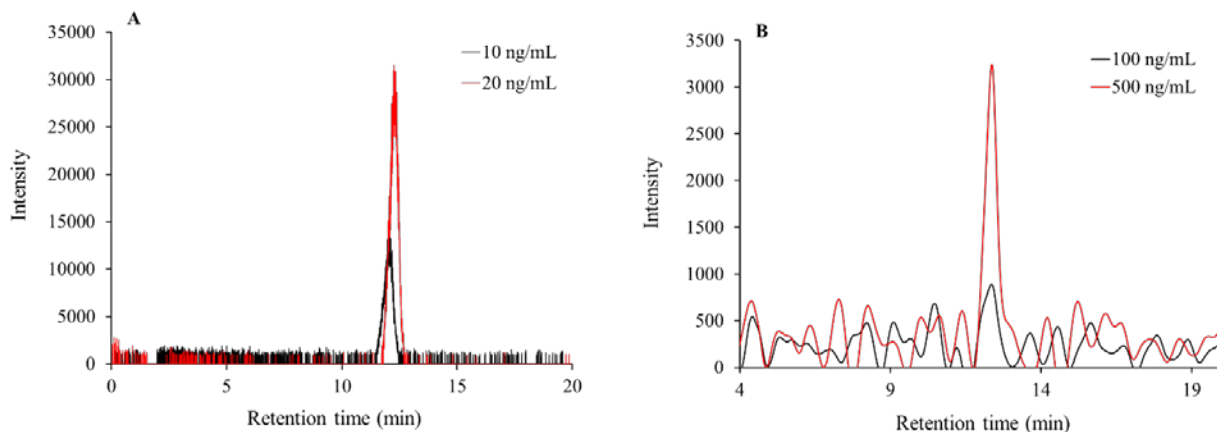 A
35000
30000
25000
20000
15000
10000
5000
0
Intensity
10 ng/mL
20 ng/mL
0 5 10 15 20
Retention time (min)
B
3500
3000
2500
2000
1500
1000
500
0
Intensity
100 ng/mL
500 ng/mL
4 9 14 19
Retention time (min)